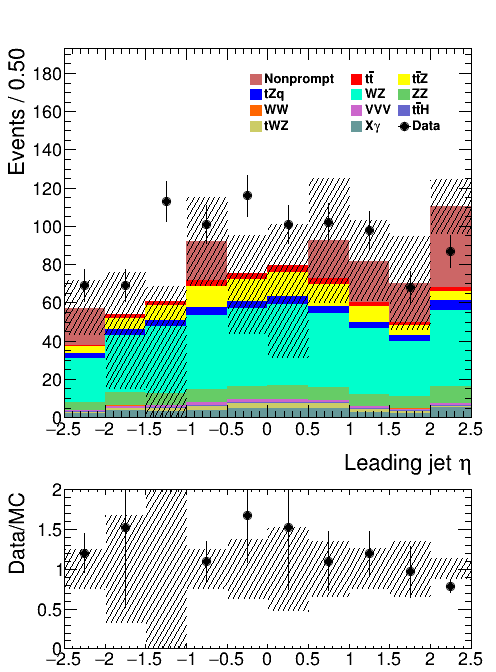 Events / 0.50
180
160
140
120
100
80
60
40
20
0
Nonprompt tt̄ tt̄Z
tZq WZ ZZ
WW VVV tt̄H
tWZ Xγ Data
−2.5 −2 −1.5 −1 −0.5 0 0.5 1 1.5 2 2.5
Leading jet η
Data/MC
2
1.5
1
0.5
0
−2.5 −2 −1.5 −1 −0.5 0 0.5 1 1.5 2 2.5